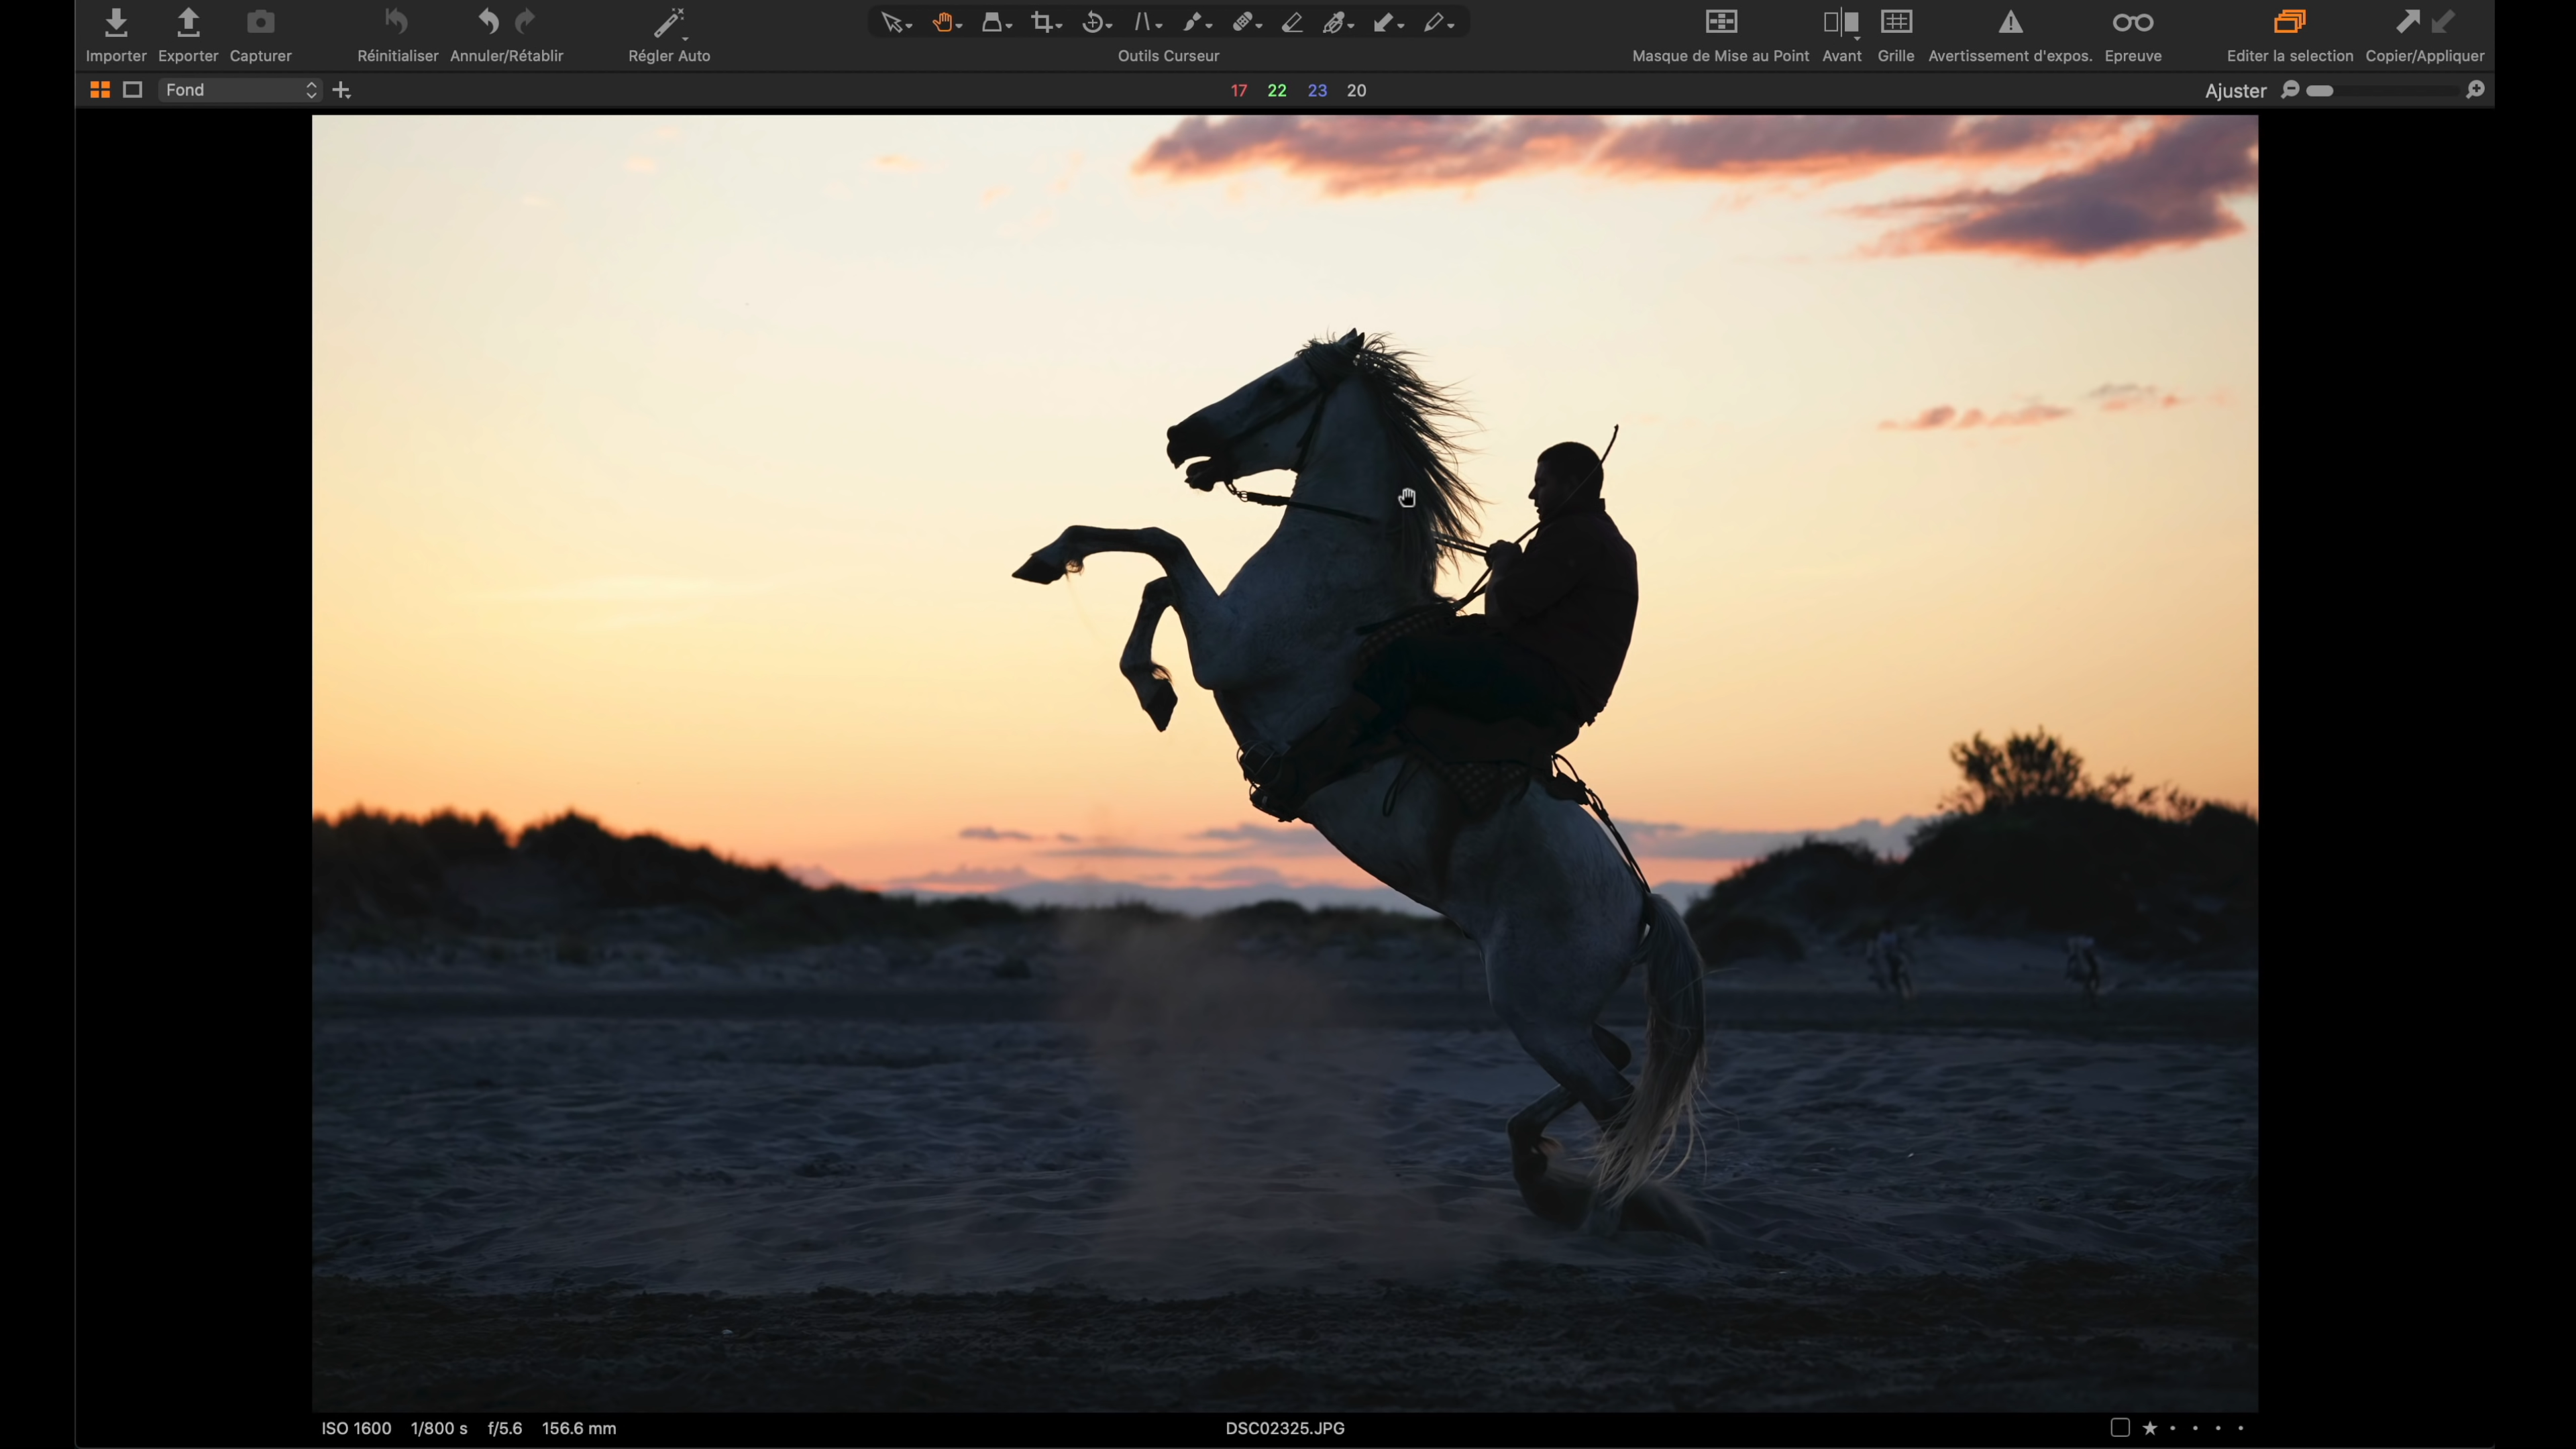 Importer Exporter Capturer Réinitialiser Annuler/Rétablir Régler Auto Outils Curseur Masque de Mise au Point Avant Grille Avertissement d'expos. Epreuve Editer la selection Copier/Appliquer
Fond 17 22 23 20 Ajuster
ISO 1600 1/800 s f/5.6 156.6 mm DSC02325.JPG